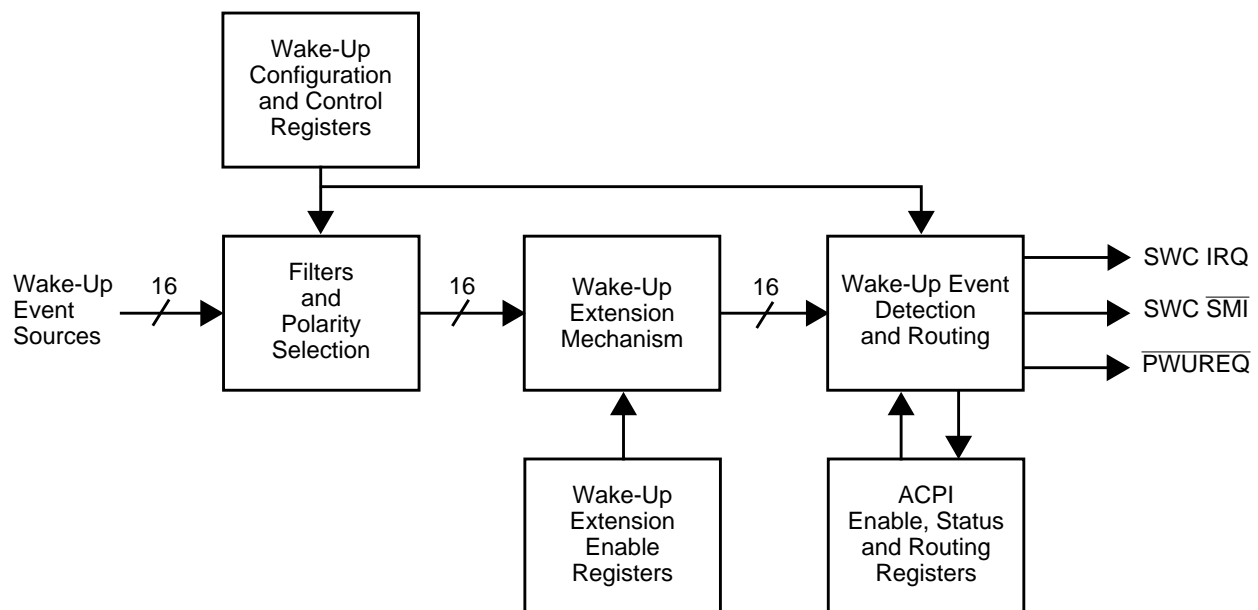 Wake-Up
Configuration
and Control
Registers
Wake-Up
Event
Sources
16
Filters
and
Polarity
Selection
16
Wake-Up
Extension
Mechanism
16
Wake-Up Event
Detection
and Routing
SWC IRQ
SWC S̅M̅I̅
P̅W̅U̅R̅E̅Q̅
Wake-Up
Extension
Enable
Registers
ACPI
Enable, Status
and Routing
Registers